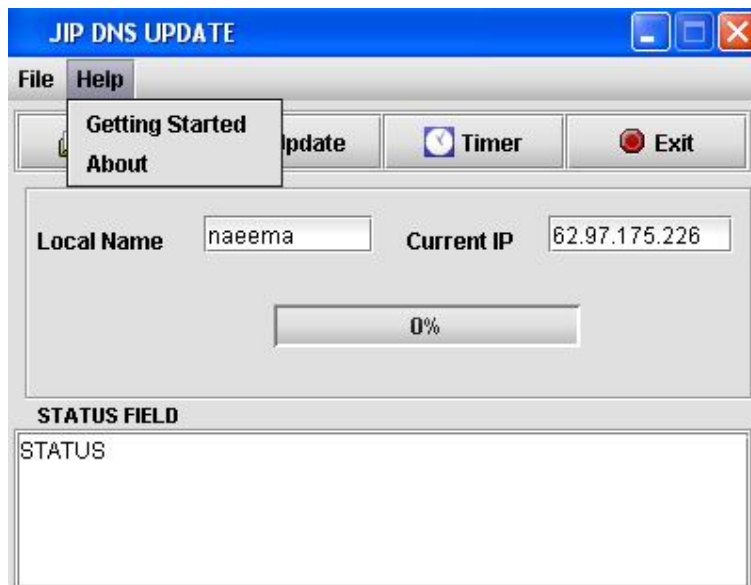 JIP DNS UPDATE
File Help
Getting Started
About
Timer Exit
Local Name naeema Current IP 62.97.175.226
0%
STATUS FIELD
STATUS